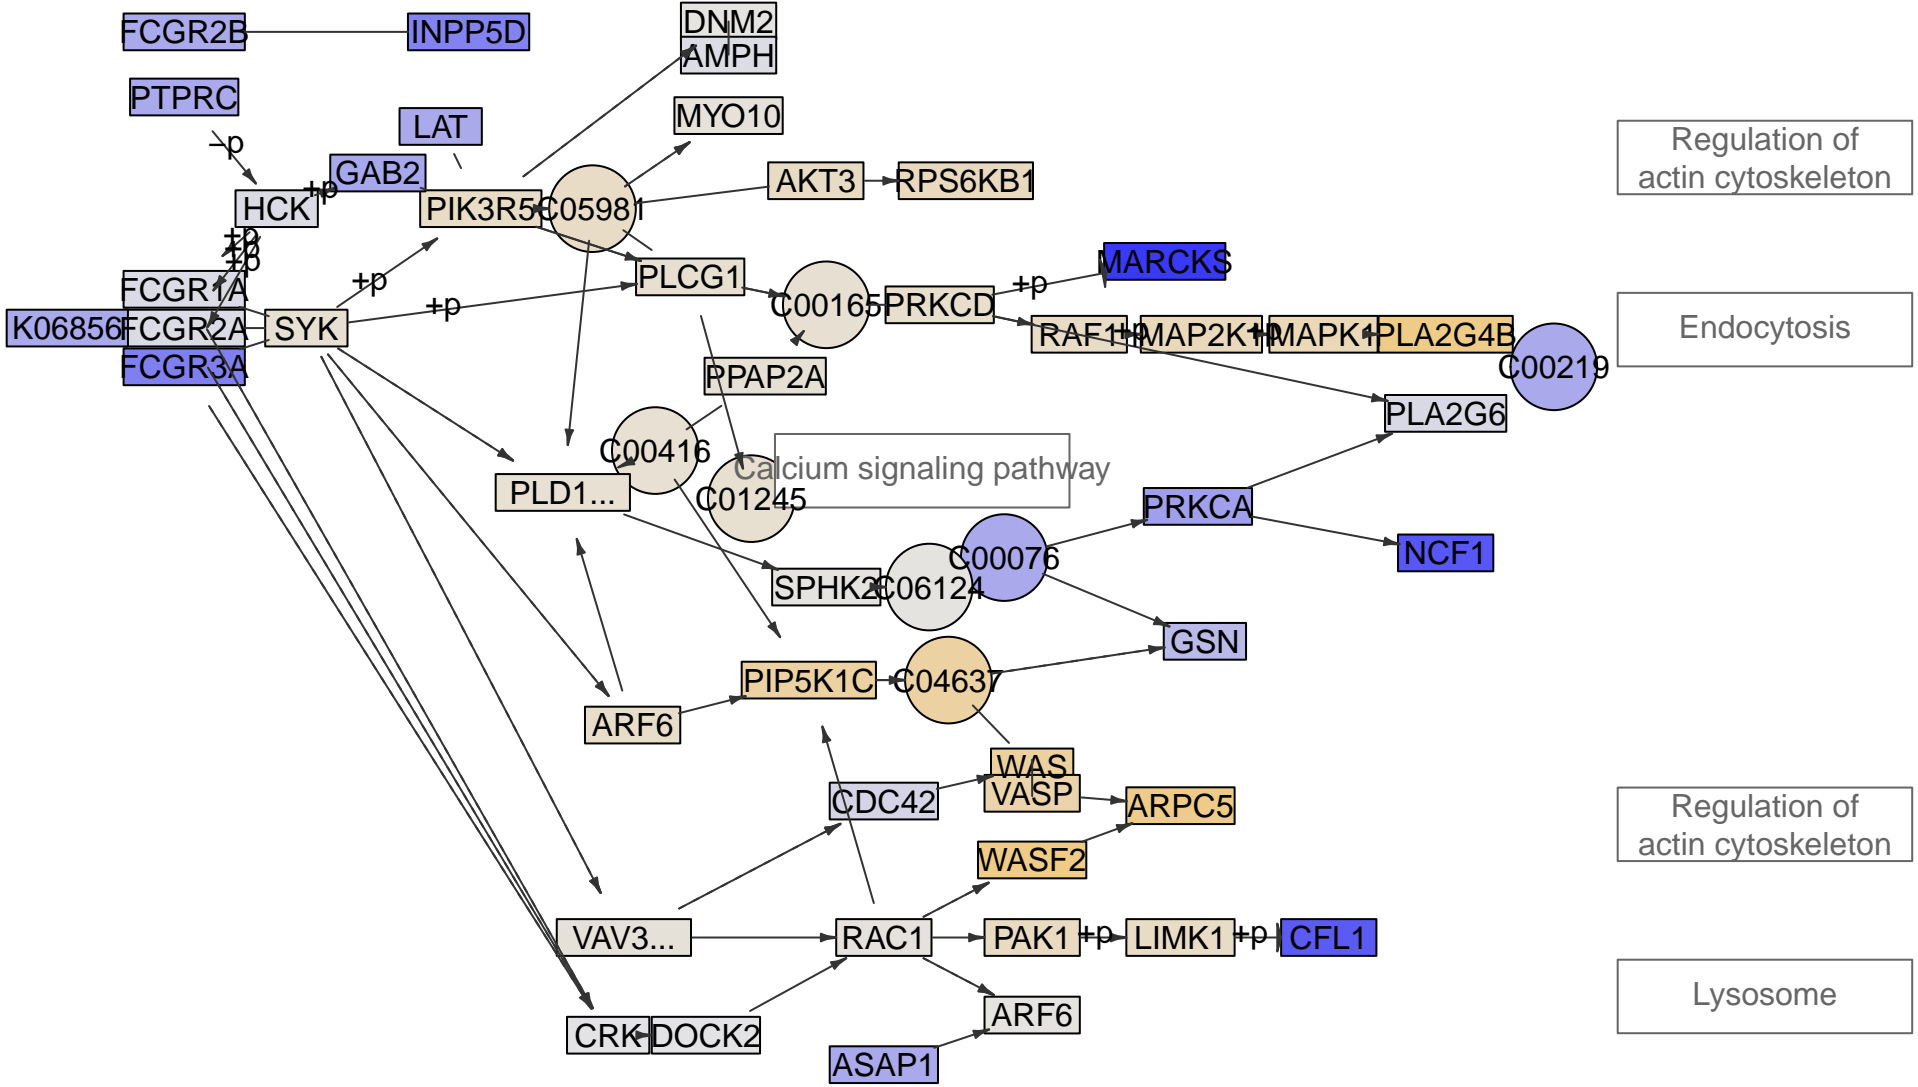 FCGR2B
INPP5D
DNM2
AMPH
PTPRC
LAT
MYO10
–p
GAB2
+p
HCK
PIK3R5
C05981
AKT3
RPS6KB1
Regulation of
actin cytoskeleton
+p
+p
+p
FCGR1A
+p
+p
PLCG1
C00165
PRKCD
+p
MARCKS
K06856
FCGR2A
SYK
RAF1
+p
MAP2K1
+p
MAPK1
PLA2G4B
C00219
Endocytosis
FCGR3A
PPAP2A
PLA2G6
C00416
Calcium signaling pathway
PLD1...
C01245
PRKCA
NCF1
SPHK2
C06124
C00076
GSN
PIP5K1C
C04637
ARF6
WAS
VASP
CDC42
ARPC5
WASF2
Regulation of
actin cytoskeleton
VAV3...
RAC1
PAK1
+p
LIMK1
+p
CFL1
CRK
DOCK2
ARF6
ASAP1
Lysosome